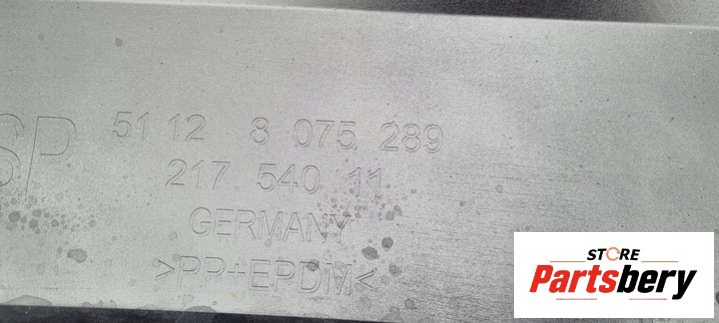 SP
51 12 8 075 289
217 540 11
GERMANY
>PP+EPDM<
STORE
Partsbery